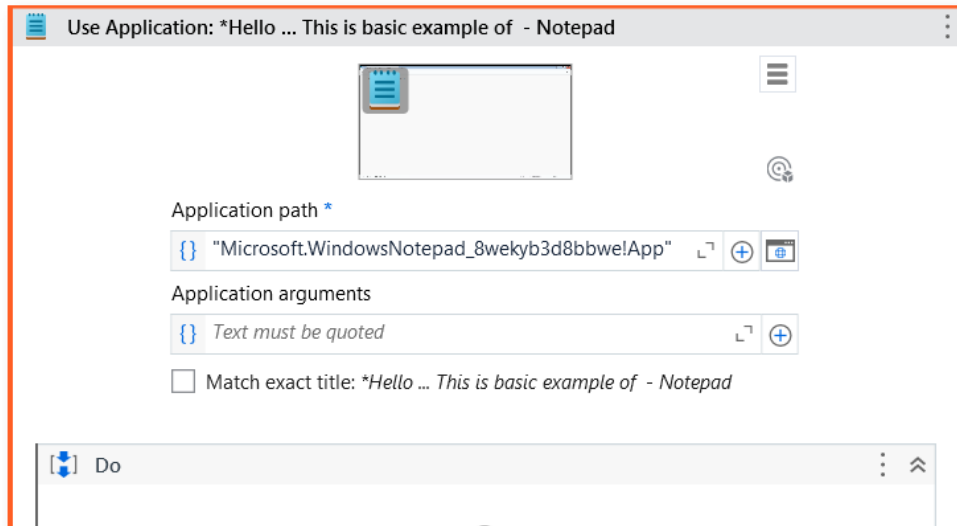 Use Application: *Hello ... This is basic example of  - Notepad
Application path *
{} "Microsoft.WindowsNotepad_8wekyb3d8bbwe!App"
Application arguments
{} Text must be quoted
Match exact title: *Hello ... This is basic example of  - Notepad
Do